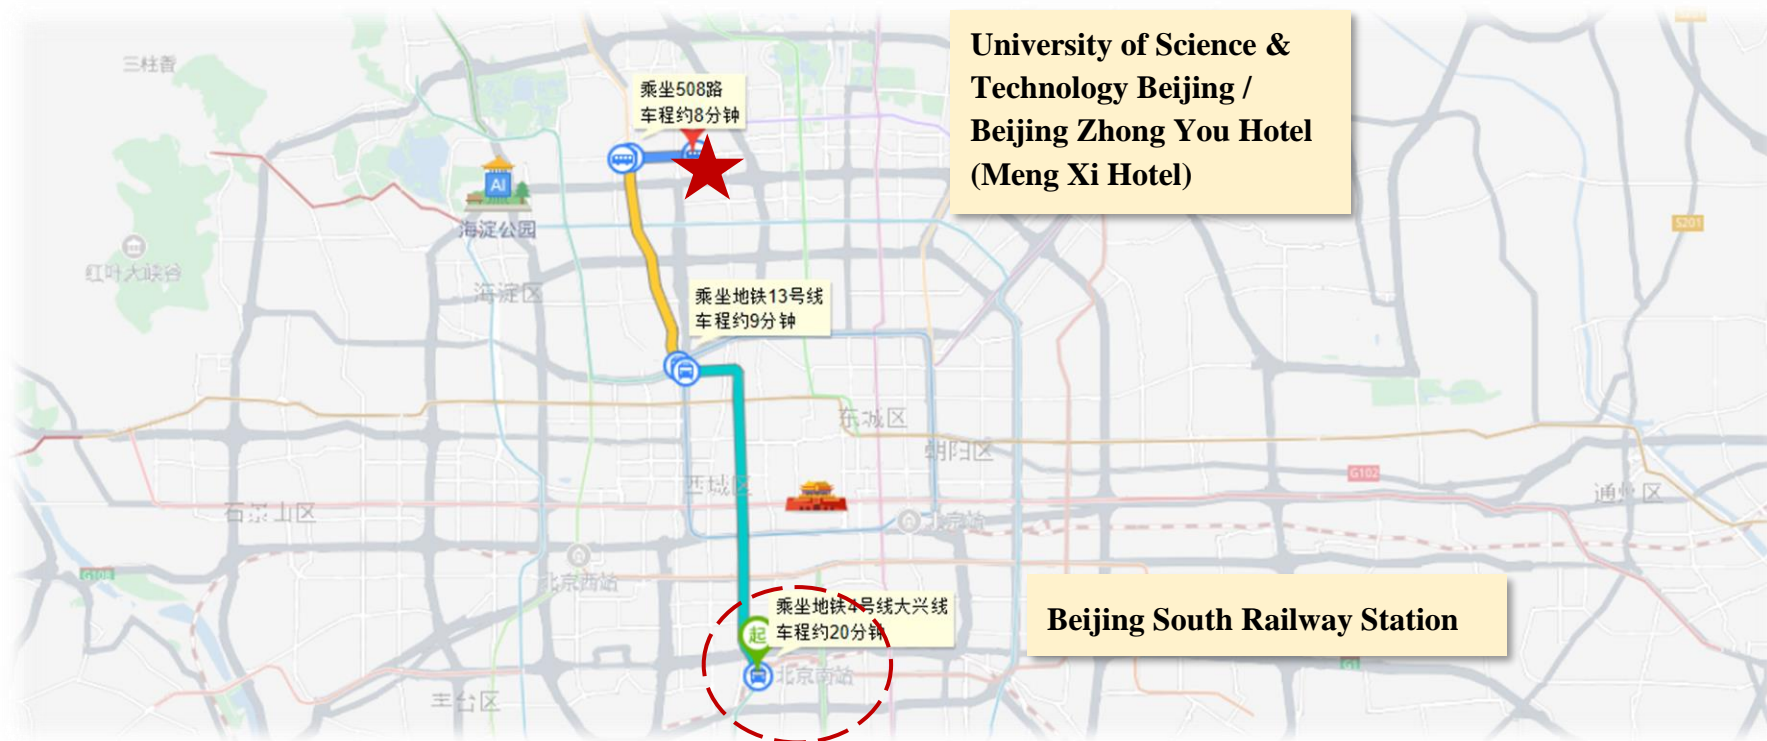 三柱香
乘坐508路
车程约8分钟
University of Science &
Technology Beijing /
Beijing Zhong You Hotel
(Meng Xi Hotel)
AI
海淀公园
S201
红叶大峡谷
海淀区
乘坐地铁13号线
车程约9分钟
东城区
朝阳区
G102
西城区
通州区
石景山区
北京站
北京西站
G108
乘坐地铁4号线大兴线
车程约20分钟
起
Beijing South Railway Station
G1
北京南站
丰台区